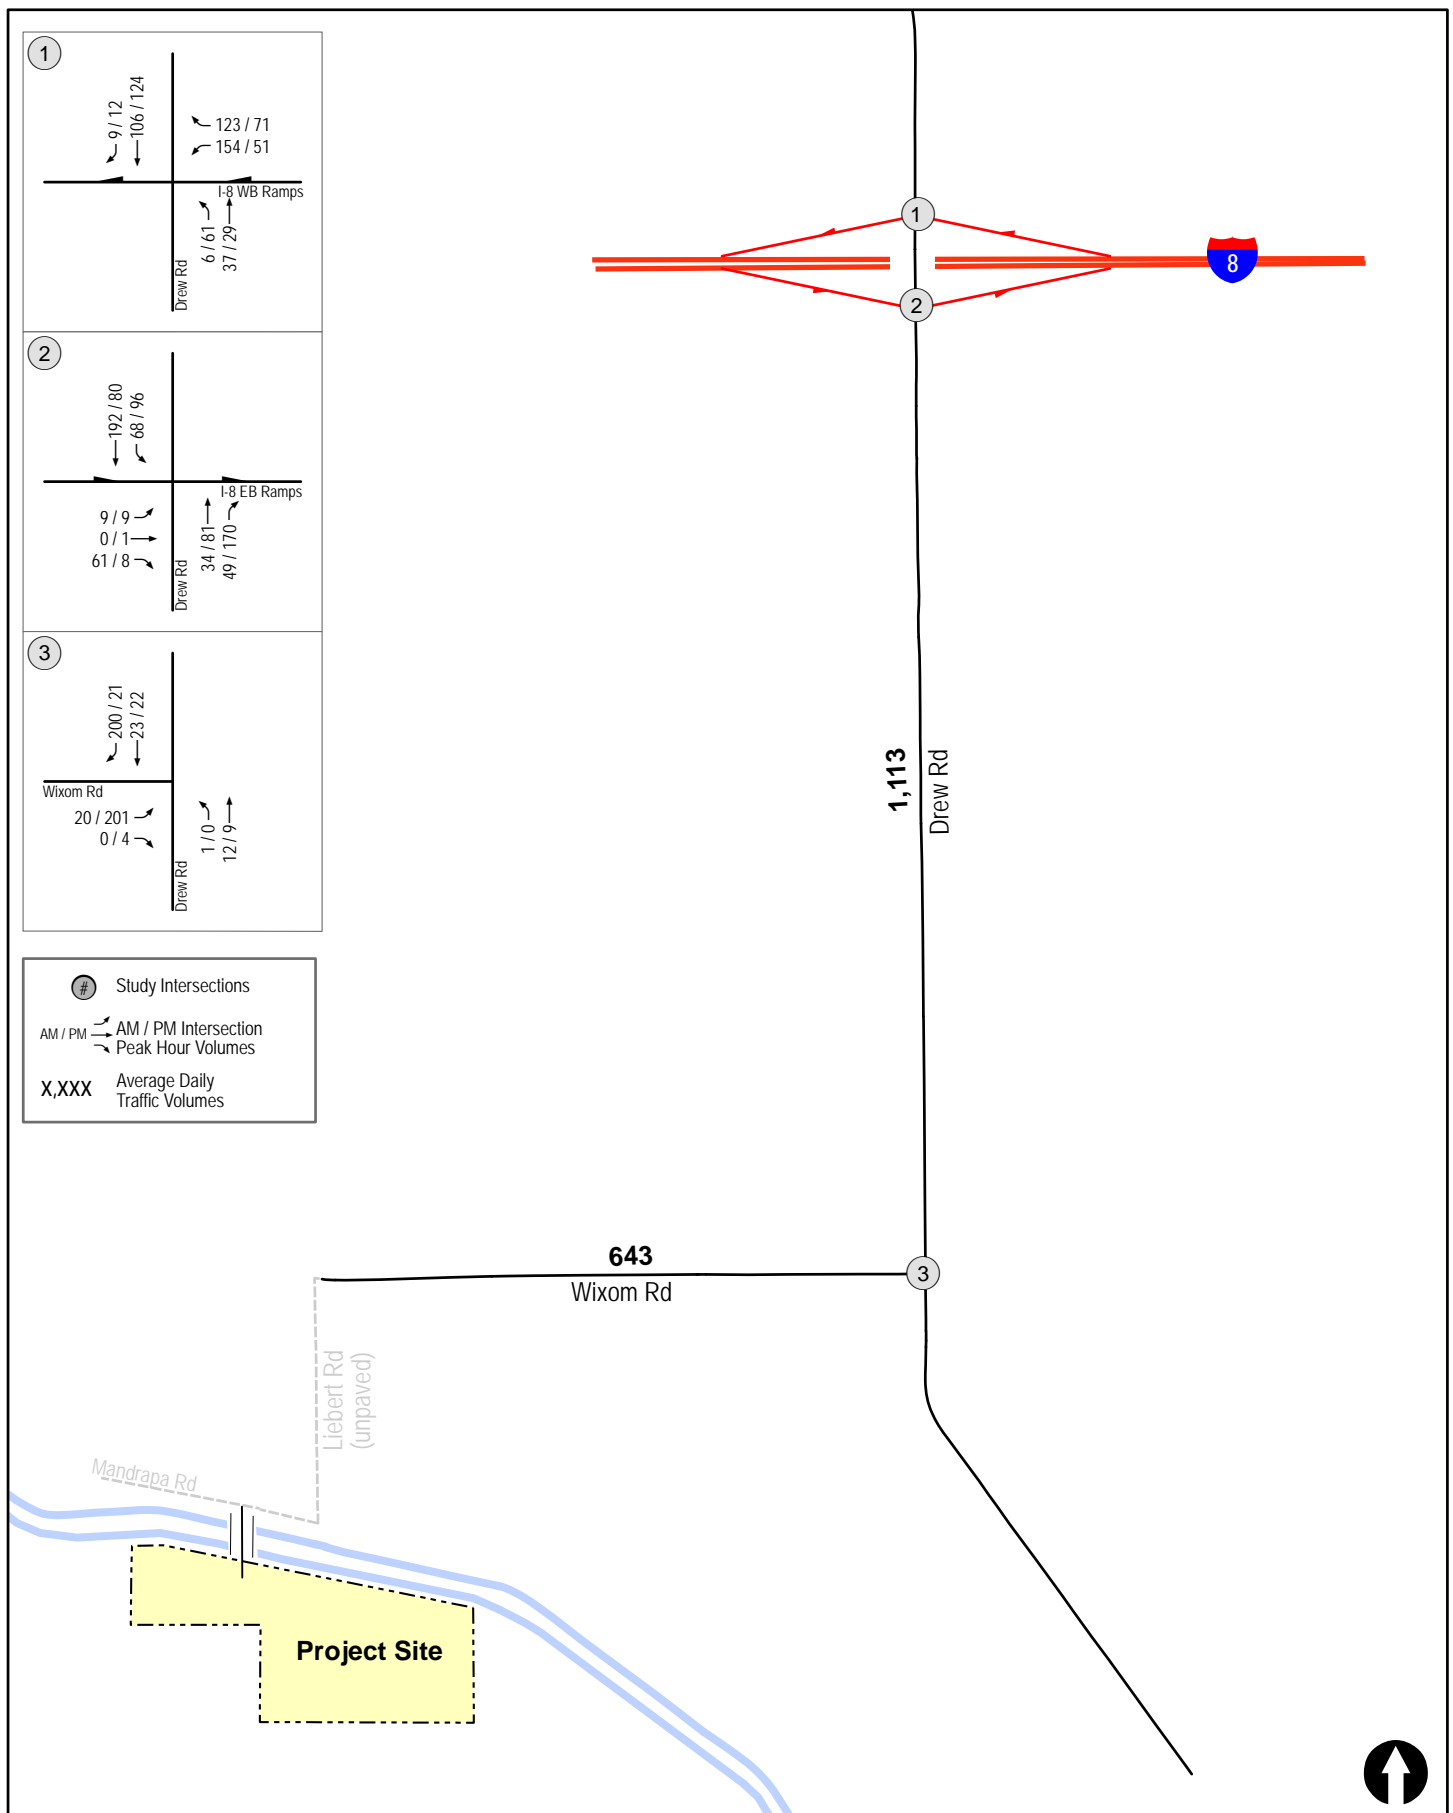 1
9 / 12
106 / 124
123 / 71
154 / 51
I-8 WB Ramps
6 / 61
37 / 29
Drew Rd
2
192 / 80
68 / 96
I-8 EB Ramps
9 / 9
0 / 1
61 / 8
34 / 81
49 / 170
Drew Rd
3
200 / 21
23 / 22
Wixom Rd
20 / 201
0 / 4
1 / 0
12 / 9
Drew Rd
# Study Intersections
AM / PM AM / PM Intersection
Peak Hour Volumes
X,XXX Average Daily
Traffic Volumes
1
8
2
1,113
Drew Rd
643
Wixom Rd
3
Liebert Rd
(unpaved)
Mandrapa Rd
Project Site